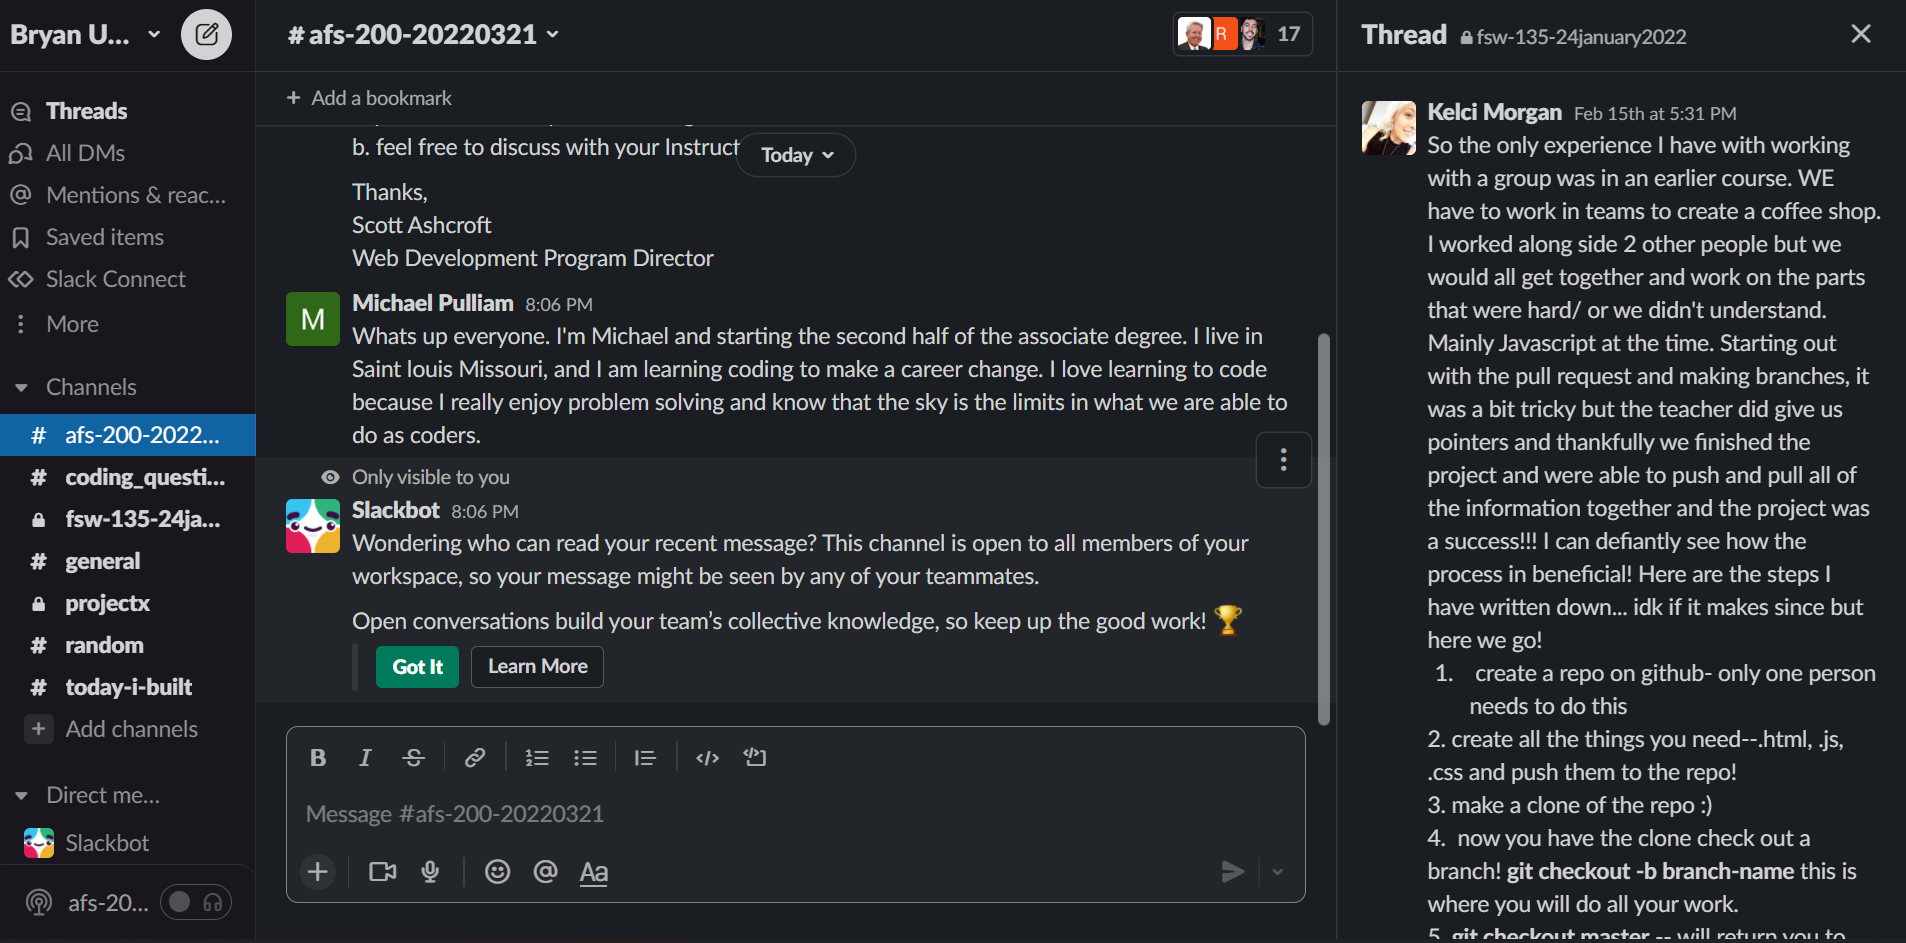 Bryan U...
Threads
All DMs
Mentions & reac...
Saved items
Slack Connect
More
Channels
# afs-200-2022...
# coding_questi...
fsw-135-24ja...
# general
projectx
# random
# today-i-built
+ Add channels
Direct me...
Slackbot
afs-20...
# afs-200-20220321
R
17
+ Add a bookmark
b. feel free to discuss with your Instruct
Today
Thanks,
Scott Ashcroft
Web Development Program Director
M
Michael Pulliam 8:06 PM
Whats up everyone. I'm Michael and starting the second half of the associate degree. I live in
Saint louis Missouri, and I am learning coding to make a career change. I love learning to code
because I really enjoy problem solving and know that the sky is the limits in what we are able to
do as coders.
Only visible to you
Slackbot 8:06 PM
Wondering who can read your recent message? This channel is open to all members of your
workspace, so your message might be seen by any of your teammates.
Open conversations build your team’s collective knowledge, so keep up the good work! 🏆
Got It
Learn More
B I S
Message #afs-200-20220321
+ @ Aa
Thread fsw-135-24january2022
Kelci Morgan Feb 15th at 5:31 PM
So the only experience I have with working
with a group was in an earlier course. WE
have to work in teams to create a coffee shop.
I worked along side 2 other people but we
would all get together and work on the parts
that were hard/ or we didn't understand.
Mainly Javascript at the time. Starting out
with the pull request and making branches, it
was a bit tricky but the teacher did give us
pointers and thankfully we finished the
project and were able to push and pull all of
the information together and the project was
a success!!! I can defiantly see how the
process in beneficial! Here are the steps I
have written down... idk if it makes since but
here we go!
1. create a repo on github- only one person
needs to do this
2. create all the things you need--.html, .js,
.css and push them to the repo!
3. make a clone of the repo :)
4. now you have the clone check out a
branch! git checkout -b branch-name this is
where you will do all your work.
5. git checkout master -- will return you to